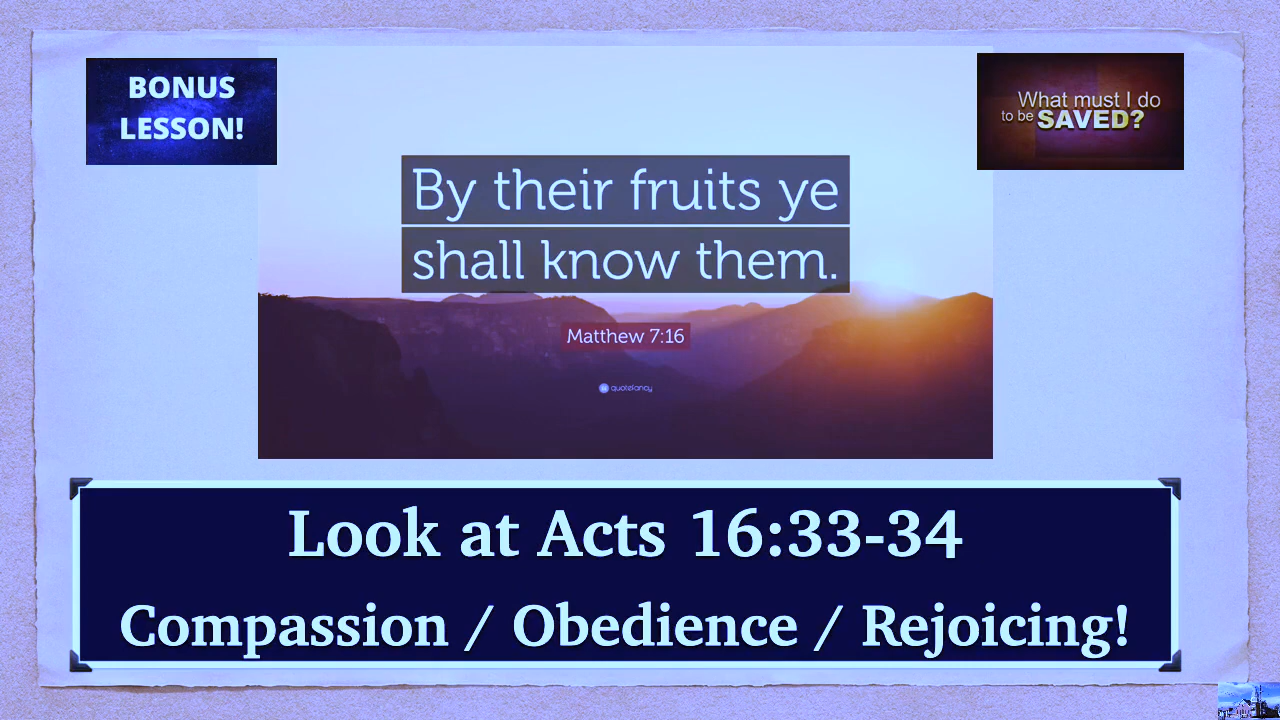 BONUS
LESSON!
What must I do
to be SAVED?
By their fruits ye
shall know them.
Matthew 7:16
quotefancy
Look at Acts 16:33-34
Compassion / Obedience / Rejoicing!